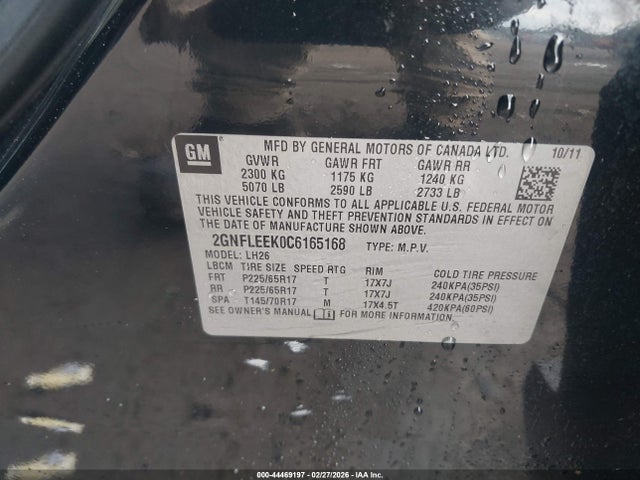 GM
MFD BY GENERAL MOTORS OF CANADA LTD. 10/11
GVWR GAWR FRT GAWR RR
2300 KG 1175 KG 1240 KG
5070 LB 2590 LB 2733 LB
THIS VEHICLE CONFORMS TO ALL APPLICABLE U.S. FEDERAL MOTOR
VEHICLE SAFETY AND THEFT PREVENTION STANDARDS IN EFFECT ON
THE DATE OF MANUFACTURE SHOWN ABOVE.
2GNFLEEK0C6165168 TYPE: M.P.V.
MODEL: LH26
LBCM TIRE SIZE SPEED RTG RIM COLD TIRE PRESSURE
FRT P225/65R17 T 17X7J 240KPA(35PSI)
RR P225/65R17 T 17X7J 240KPA(35PSI)
SPA T145/70R17 M 17X4.5T 420KPA(60PSI)
SEE OWNER'S MANUAL FOR MORE INFORMATION.
000-44469197 - 02/27/2026 - IAA Inc.